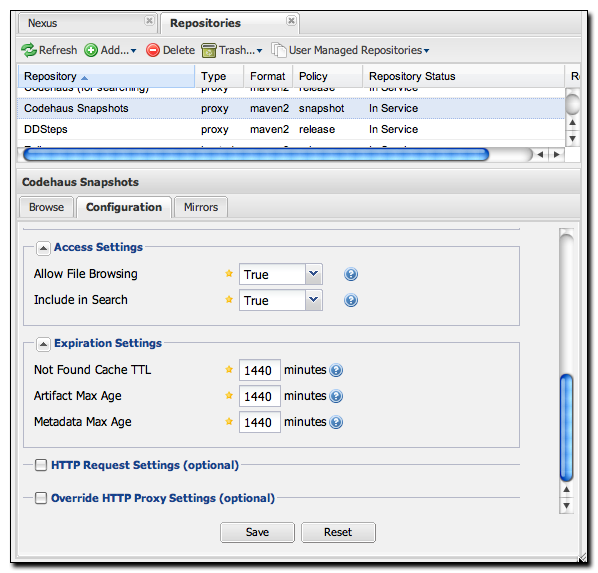 Nexus Repositories
Refresh Add... Delete Trash... User Managed Repositories
Repository Type Format Policy Repository Status Re
Codehaus (for searching) proxy maven2 release In Service
Codehaus Snapshots proxy maven2 snapshot In Service
DDSteps proxy maven2 release In Service
Codehaus Snapshots
Browse Configuration Mirrors
Access Settings
Allow File Browsing True
Include in Search True
Expiration Settings
Not Found Cache TTL 1440 minutes
Artifact Max Age 1440 minutes
Metadata Max Age 1440 minutes
HTTP Request Settings (optional)
Override HTTP Proxy Settings (optional)
Save Reset